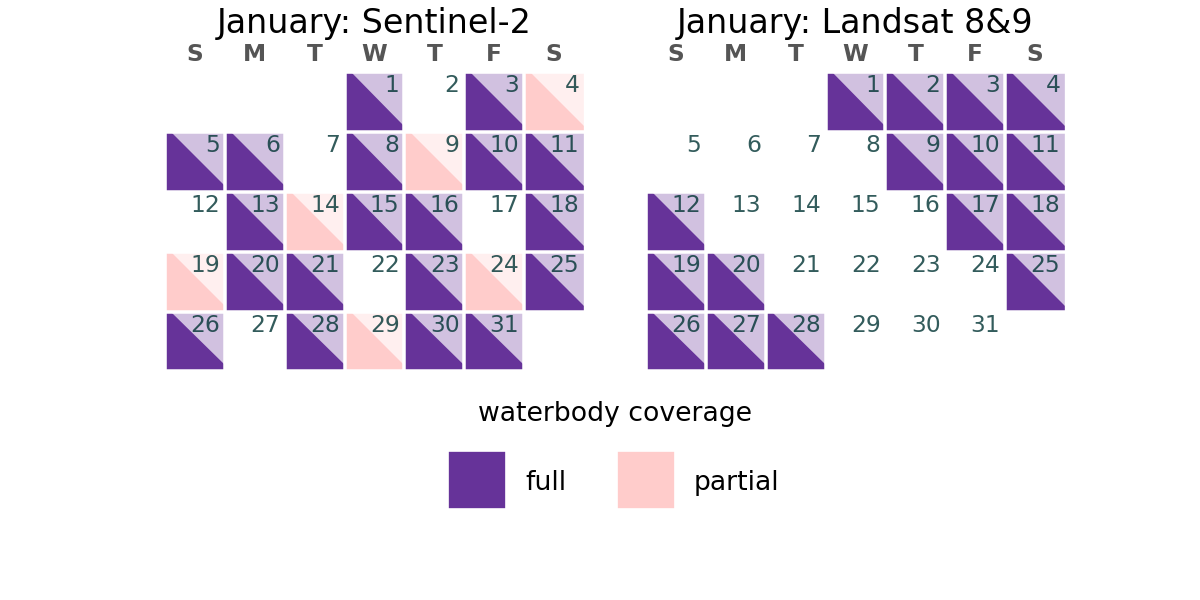 January: Sentinel-2
S M T W T F S
1 2 3 4
5 6 7 8 9 10 11
12 13 14 15 16 17 18
19 20 21 22 23 24 25
26 27 28 29 30 31
January: Landsat 8&9
S M T W T F S
1 2 3 4
5 6 7 8 9 10 11
12 13 14 15 16 17 18
19 20 21 22 23 24 25
26 27 28 29 30 31
waterbody coverage
full partial